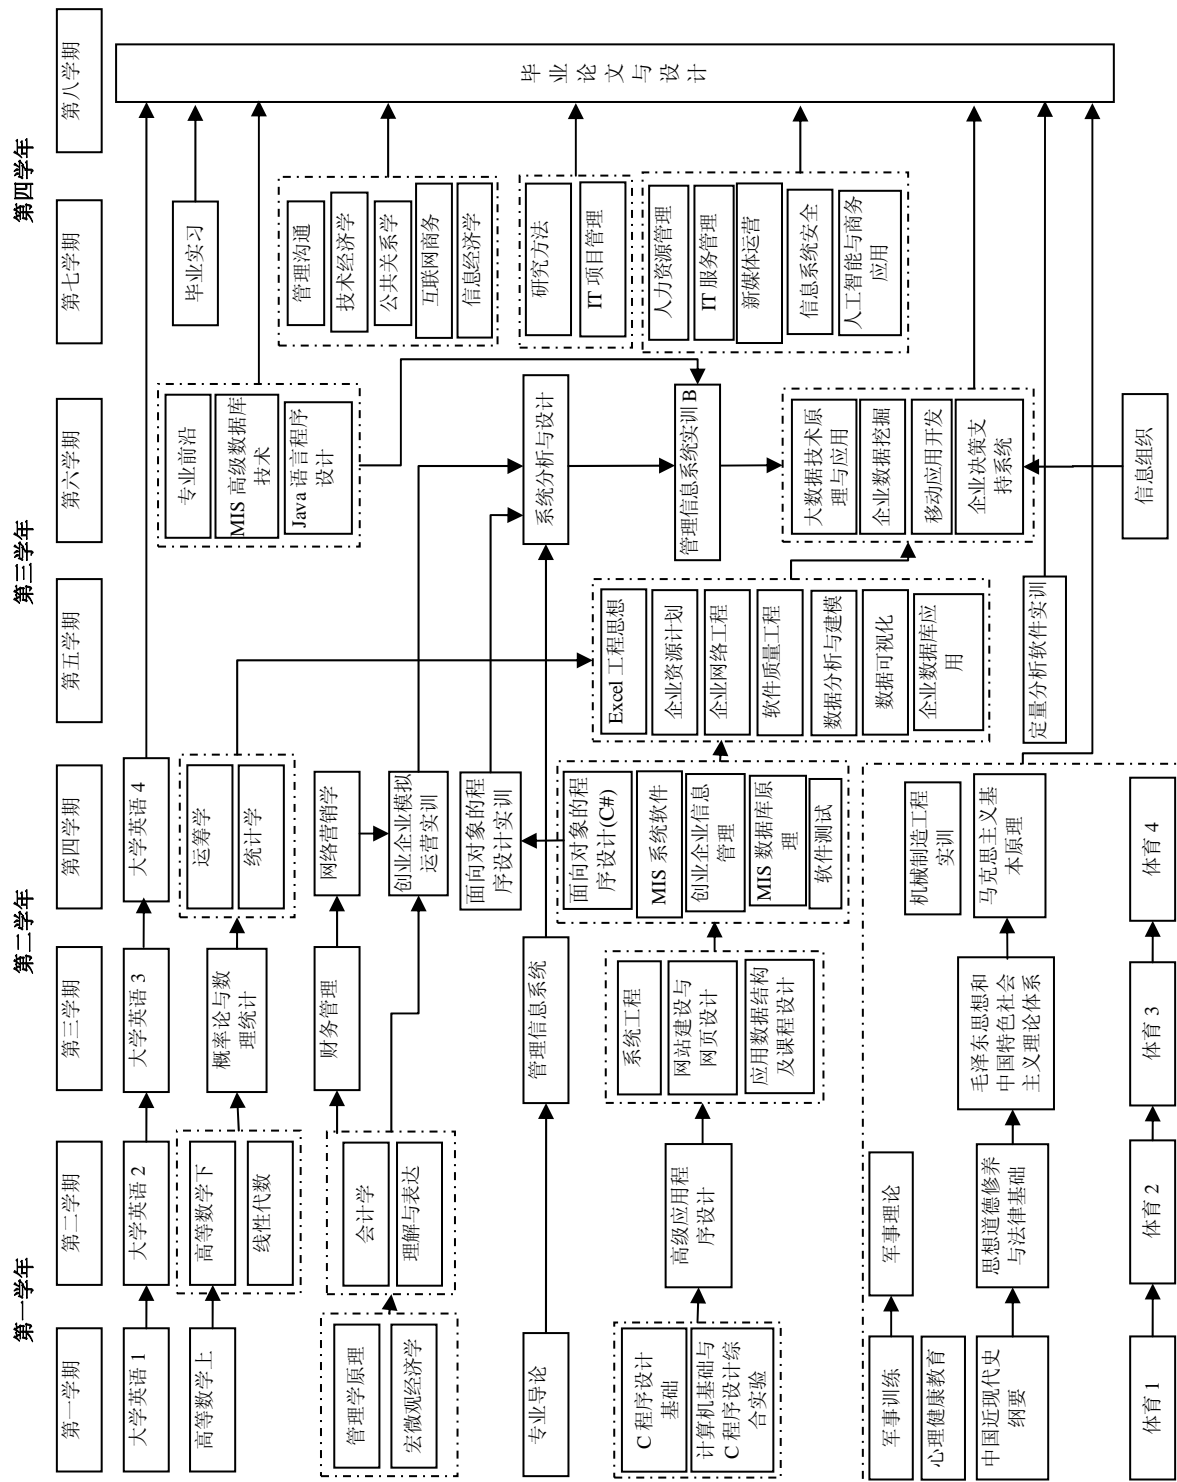 第一学年
第二学年
第三学年
第四学年
第一学期
第二学期
第三学期
第四学期
第五学期
第六学期
第七学期
第八学期
大学英语 1
大学英语 2
大学英语 3
大学英语 4
高等数学上
高等数学下
线性代数
概率论与数
理统计
运筹学
统计学
专业前沿
MIS 高级数据库
技术
Java 语言程序
设计
毕业实习
管理学原理
宏微观经济学
会计学
理解与表达
财务管理
网络营销学
创业企业模拟
运营实训
面向对象的程
序设计实训
管理沟通
技术经济学
公共关系学
互联网商务
信息经济学
专业导论
管理信息系统
系统分析与设计
研究方法
IT 项目管理
C 程序设计
基础
计算机基础与
C 程序设计综
合实验
高级应用程
序设计
系统工程
网站建设与
网页设计
应用数据结构
及课程设计
面向对象的程
序设计(C#)
MIS 系统软件
创业企业信息
管理
MIS 数据库原
理
软件测试
Excel 工程思想
企业资源计划
企业网络工程
软件质量工程
数据分析与建模
数据可视化
企业数据库应
用
管理信息系统实训 B
大数据技术原
理与应用
企业数据挖掘
移动应用开发
企业决策支
持系统
人力资源管理
IT 服务管理
新媒体运营
信息系统安全
人工智能与商务
应用
军事训练
心理健康教育
中国近现代史
纲要
军事理论
思想道德修养
与法律基础
毛泽东思想和
中国特色社会
主义理论体系
机械制造工程
实训
马克思主义基
本原理
定量分析软件实训
信息组织
体育 1
体育 2
体育 3
体育 4
毕业论文与设计